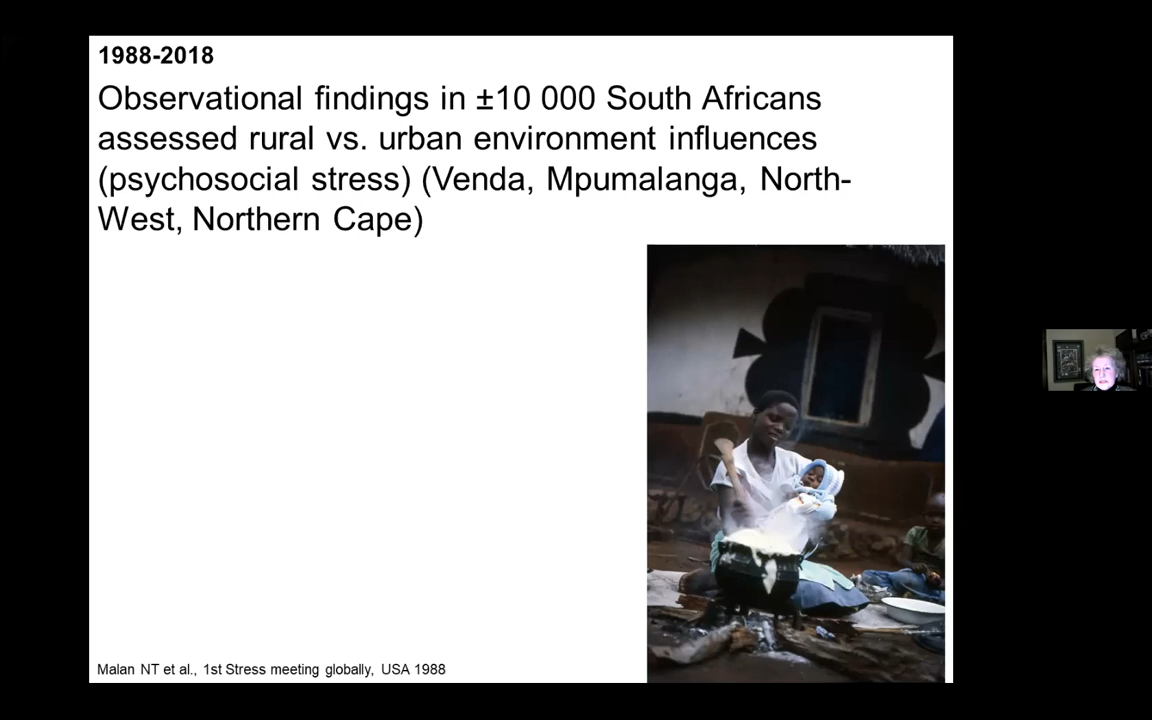 1988-2018
Observational findings in ±10 000 South Africans
assessed rural vs. urban environment influences
(psychosocial stress) (Venda, Mpumalanga, North-
West, Northern Cape)
Malan NT et al., 1st Stress meeting globally, USA 1988